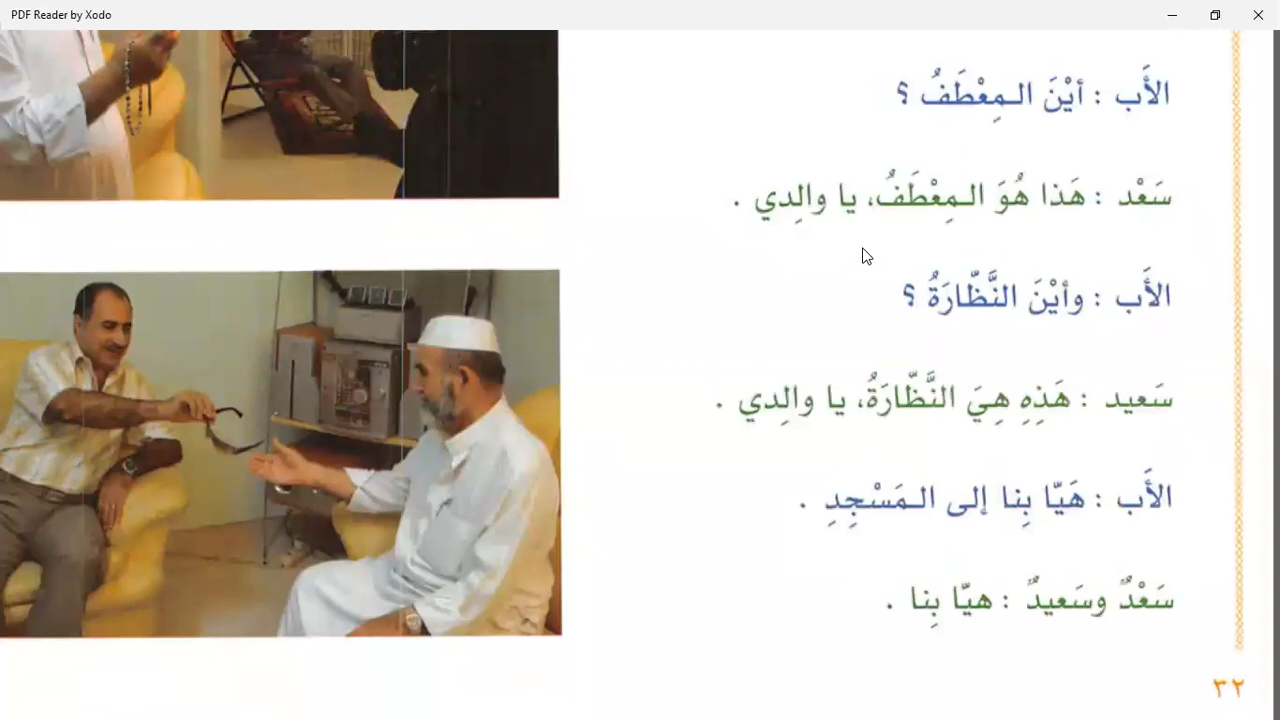 PDF Reader by Xodo
الأَب : أيْنَ المِعْطَفُ ؟
سَعْد : هَذا هُوَ المِعْطَفُ، يا والِدي .
الأَب : وأيْنَ النَّظّارَةُ ؟
سَعيد : هَذِهِ هِيَ النَّظّارَةُ، يا والِدي .
الأَب : هَيّا بِنا إلى المَسْجِدِ .
سَعْدٌ وسَعيدٌ : هيّا بِنا .
٣٢